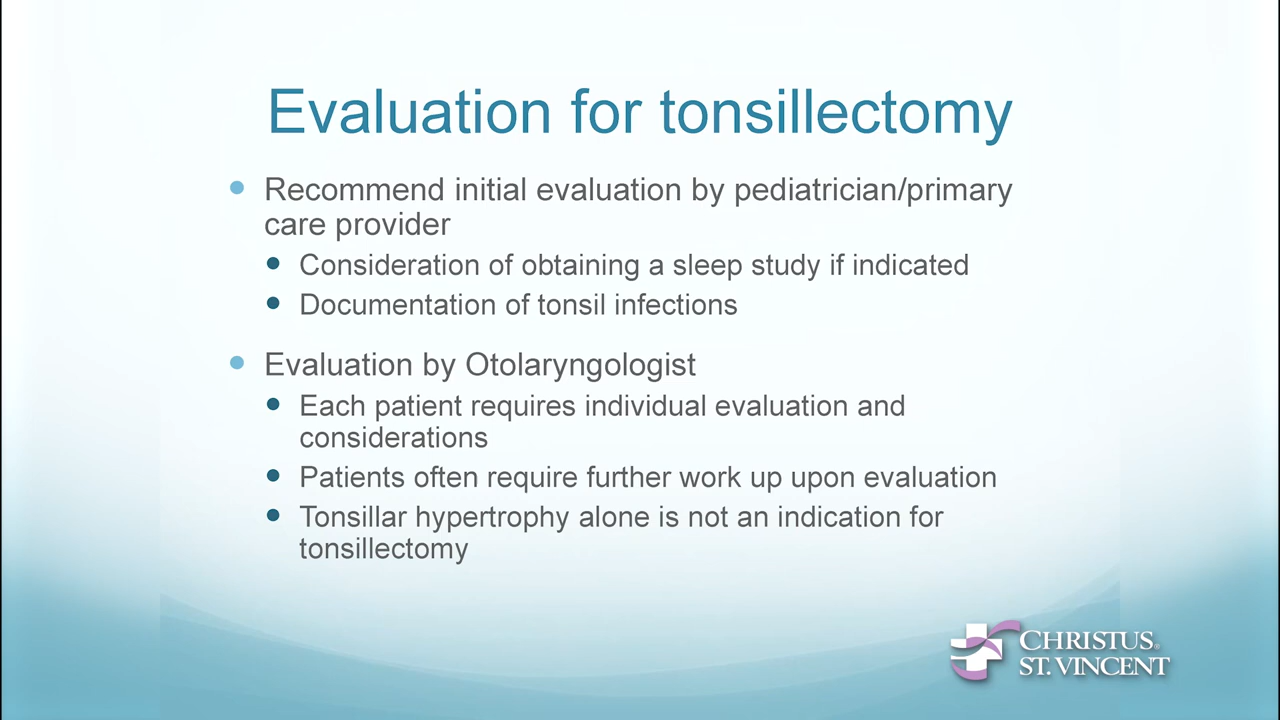 Evaluation for tonsillectomy
Recommend initial evaluation by pediatrician/primary
care provider
Consideration of obtaining a sleep study if indicated
Documentation of tonsil infections
Evaluation by Otolaryngologist
Each patient requires individual evaluation and
considerations
Patients often require further work up upon evaluation
Tonsillar hypertrophy alone is not an indication for
tonsillectomy
CHRISTUS®
ST. VINCENT